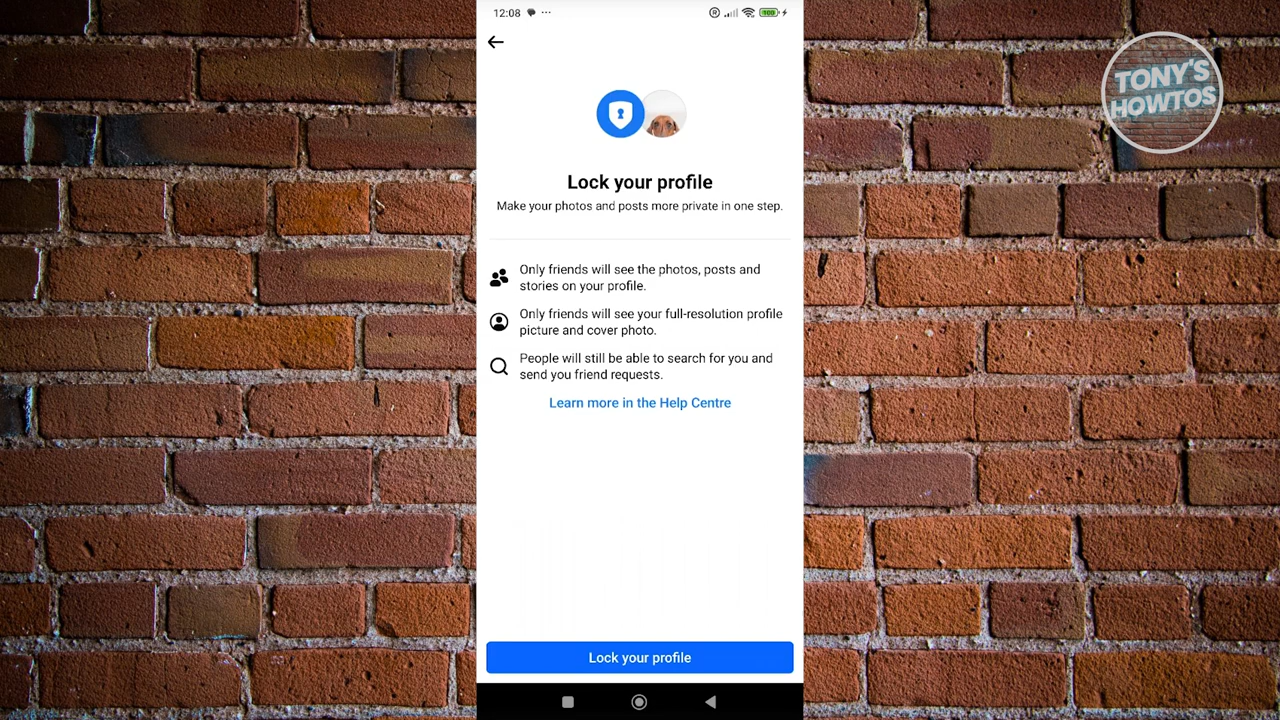 12:08
100
TONY'S
HOWTOS
Lock your profile
Make your photos and posts more private in one step.
Only friends will see the photos, posts and
stories on your profile.
Only friends will see your full-resolution profile
picture and cover photo.
People will still be able to search for you and
send you friend requests.
Learn more in the Help Centre
Lock your profile